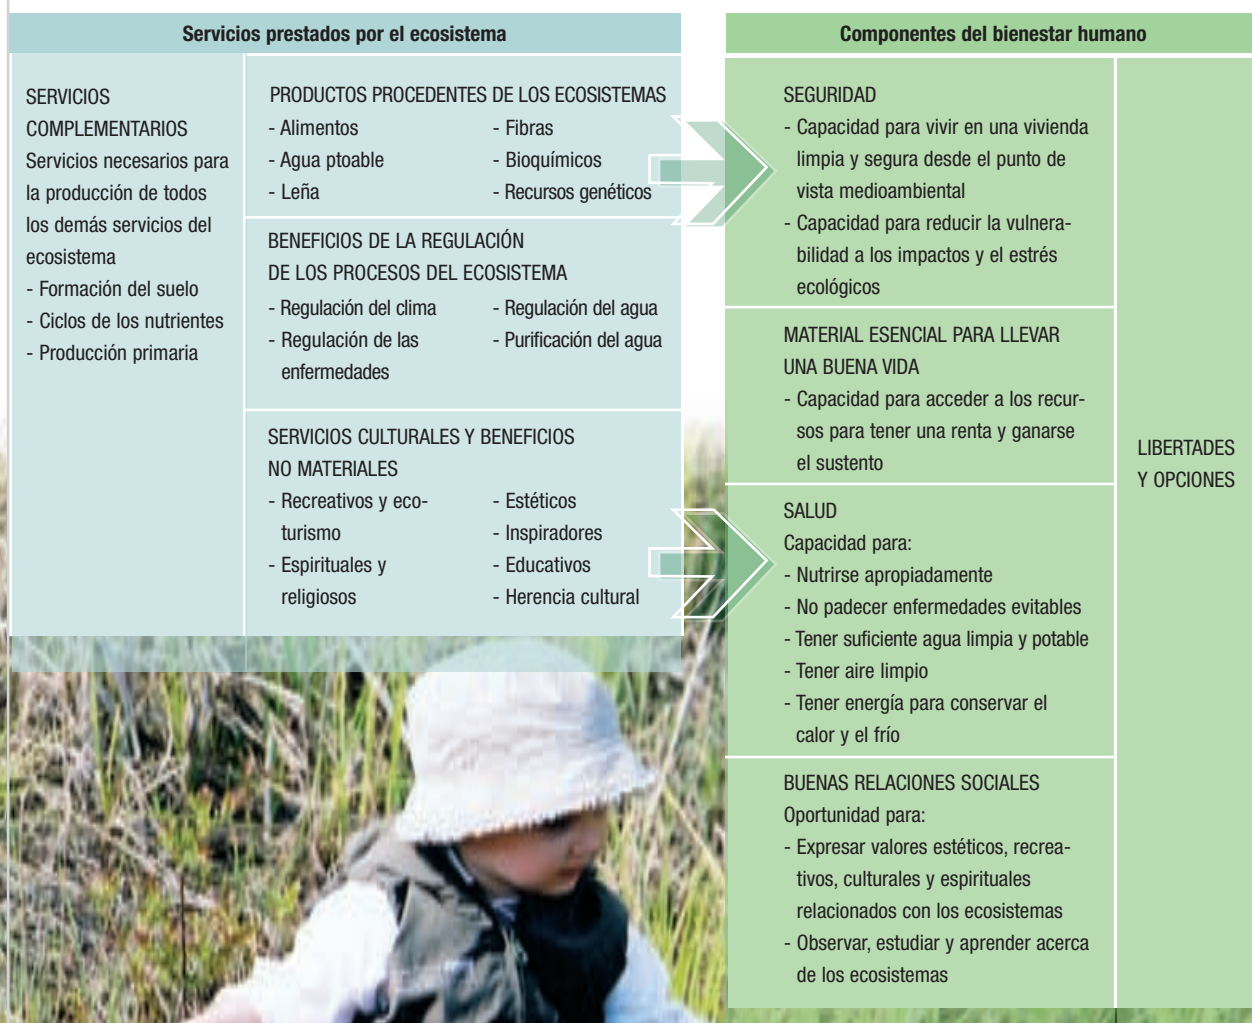 Servicios prestados por el ecosistema
SERVICIOS
COMPLEMENTARIOS
Servicios necesarios para
la producción de todos
los demás servicios del
ecosistema
- Formación del suelo
- Ciclos de los nutrientes
- Producción primaria
PRODUCTOS PROCEDENTES DE LOS ECOSISTEMAS
- Alimentos
- Agua ptoable
- Leña
- Fibras
- Bioquímicos
- Recursos genéticos
BENEFICIOS DE LA REGULACIÓN
DE LOS PROCESOS DEL ECOSISTEMA
- Regulación del clima
- Regulación de las
enfermedades
- Regulación del agua
- Purificación del agua
SERVICIOS CULTURALES Y BENEFICIOS
NO MATERIALES
- Recreativos y eco-
turismo
- Espirituales y
religiosos
- Estéticos
- Inspiradores
- Educativos
- Herencia cultural
Componentes del bienestar humano
SEGURIDAD
- Capacidad para vivir en una vivienda
limpia y segura desde el punto de
vista medioambiental
- Capacidad para reducir la vulnera-
bilidad a los impactos y el estrés
ecológicos
MATERIAL ESENCIAL PARA LLEVAR
UNA BUENA VIDA
- Capacidad para acceder a los recur-
sos para tener una renta y ganarse
el sustento
SALUD
Capacidad para:
- Nutrirse apropiadamente
- No padecer enfermedades evitables
- Tener suficiente agua limpia y potable
- Tener aire limpio
- Tener energía para conservar el
calor y el frío
BUENAS RELACIONES SOCIALES
Oportunidad para:
- Expresar valores estéticos, recrea-
tivos, culturales y espirituales
relacionados con los ecosistemas
- Observar, estudiar y aprender acerca
de los ecosistemas
LIBERTADES
Y OPCIONES